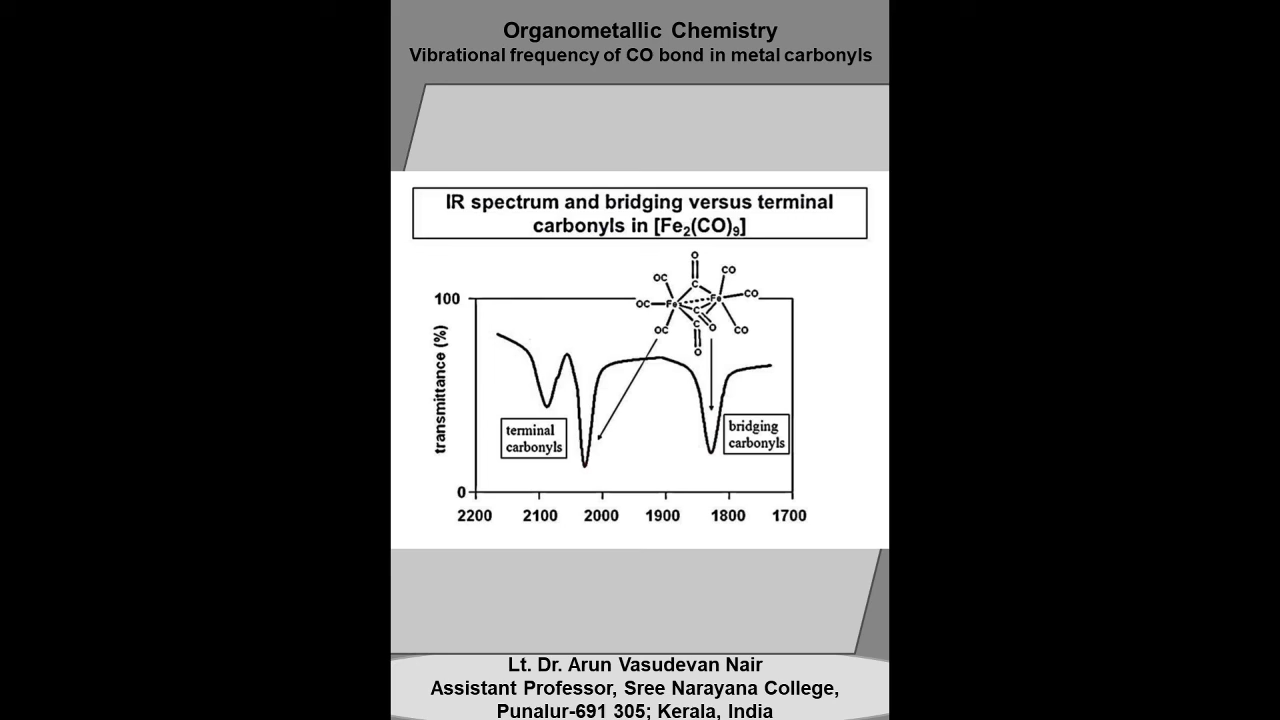 Organometallic Chemistry
Vibrational frequency of CO bond in metal carbonyls
IR spectrum and bridging versus terminal
carbonyls in [Fe₂(CO)₉]
O
OC
C
CO
OC
Fe
Fe
CO
C
O
OC
C
CO
O
100
transmittance (%)
0
terminal
carbonyls
bridging
carbonyls
2200 2100 2000 1900 1800 1700
Lt. Dr. Arun Vasudevan Nair
Assistant Professor, Sree Narayana College,
Punalur-691 305; Kerala, India